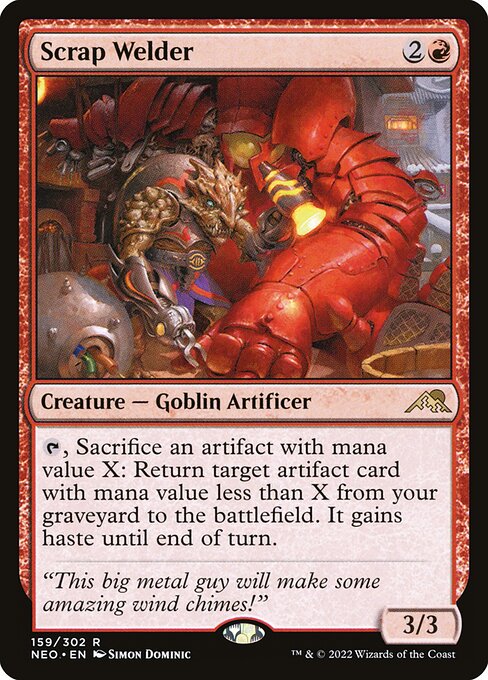 Scrap Welder 2
Creature — Goblin Artificer
, Sacrifice an artifact with mana
value X: Return target artifact card
with mana value less than X from your
graveyard to the battlefield. It gains
haste until end of turn.
“This big metal guy will make some
amazing wind chimes!”
3/3
159/302 R
NEO • EN Simon Dominic ™ & © 2022 Wizards of the Coast